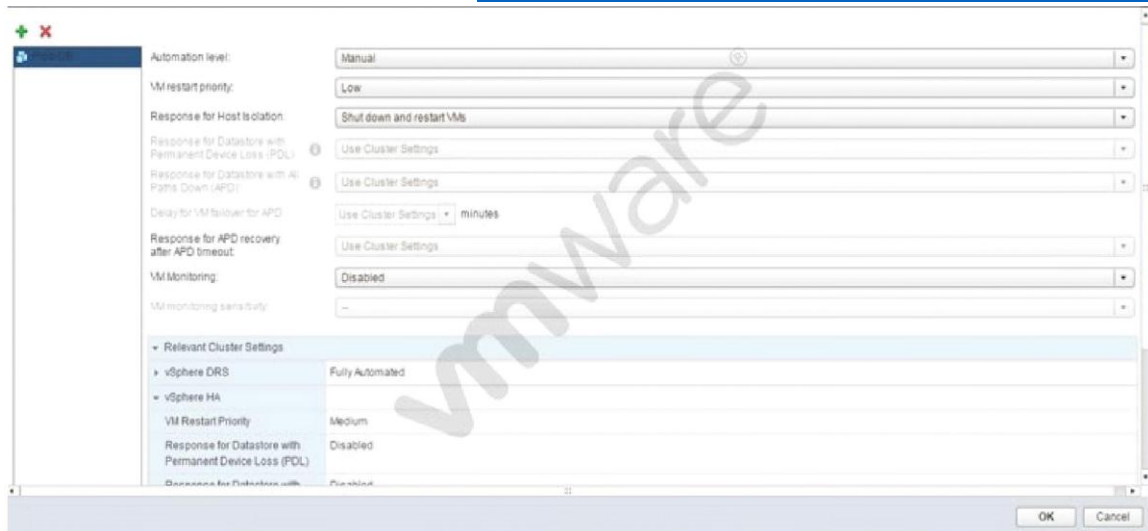 Automation level:
Manual
VM restart priority:
Low
Response for Host Isolation:
Shut down and restart VMs
Response for Datastore with
Permanent Device Loss (PDL)
Use Cluster Settings
Response for Datastore with All
Paths Down (APD):
Use Cluster Settings
Delay for VM failover for APD
Use Cluster Settings
minutes
Response for APD recovery
after APD timeout:
Use Cluster Settings
VM Monitoring:
Disabled
VM monitoring sensitivity:
--
Relevant Cluster Settings
vSphere DRS
Fully Automated
vSphere HA
VM Restart Priority
Medium
Response for Datastore with
Permanent Device Loss (PDL)
Disabled
Response for Datastore with
Disabled
OK
Cancel
vmware®